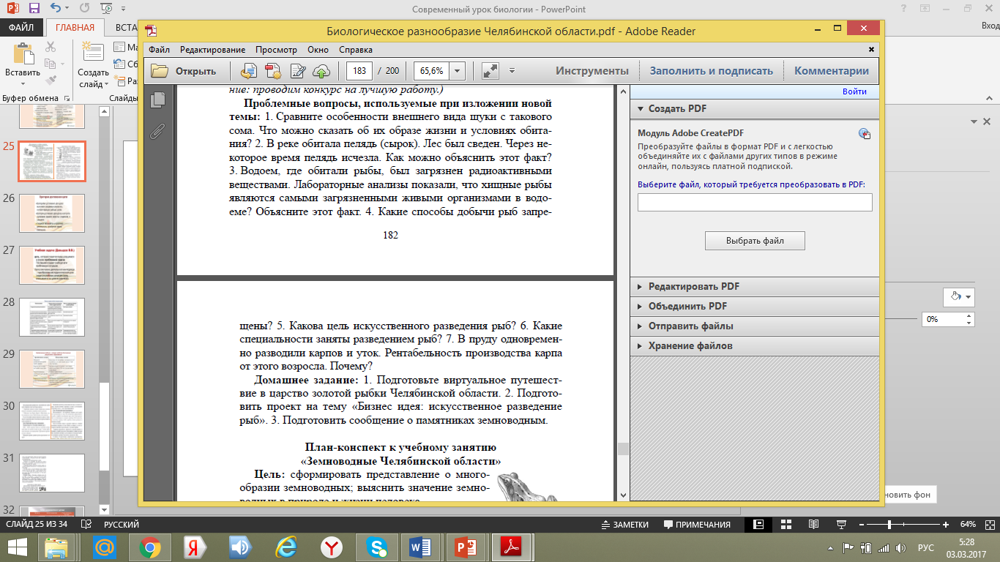 Современный урок биологии - PowerPoint
ФАЙЛ
ГЛАВНАЯ
ВСТА
Вход
Вставить
Буфер обмена
Создать
слайд
Ма
Сб
Раз
Слайды
Биологическое разнообразие Челябинской области.pdf - Adobe Reader
Файл Редактирование Просмотр Окно Справка
Открыть
183 / 200
65,6%
Инструменты
Заполнить и подписать
Комментарии
ние: проводим конкурс на лучшую работу.)
Проблемные вопросы, используемые при изложении новой
темы: 1. Сравните особенности внешнего вида щуки с такового
сома. Что можно сказать об их образе жизни и условиях обита-
ния? 2. В реке обитала пелядь (сырок). Лес был сведен. Через не-
которое время пелядь исчезла. Как можно объяснить этот факт?
3. Водоем, где обитали рыбы, был загрязнен радиоактивными
веществами. Лабораторные анализы показали, что хищные рыбы
являются самыми загрязненными живыми организмами в водо-
еме? Объясните этот факт. 4. Какие способы добычи рыб запре-
182
щены? 5. Какова цель искусственного разведения рыб? 6. Какие
специальности заняты разведением рыб? 7. В пруду одновремен-
но разводили карпов и уток. Рентабельность производства карпа
от этого возросла. Почему?
Домашнее задание: 1. Подготовьте виртуальное путешест-
вие в царство золотой рыбки Челябинской области. 2. Подгото-
вить проект на тему «Бизнес идея: искусственное разведение
рыб». 3. Подготовить сообщение о памятниках земноводным.
План-конспект к учебному занятию
«Земноводные Челябинской области»
Цель: сформировать представление о много-
образии земноводных; выяснить значение земно-
водных в природе и жизни человека
Войти
Создать PDF
Модуль Adobe CreatePDF
Преобразуйте файлы в формат PDF и с легкостью
объединяйте их с файлами других типов в режиме
онлайн, пользуясь платной подпиской.
Выберите файл, который требуется преобразовать в PDF:
Выбрать файл
Редактировать PDF
Объединить PDF
Отправить файлы
Хранение файлов
0%
новить фон
25
26
27
28
29
30
31
32
СЛАЙД 25 ИЗ 34
РУССКИЙ
ЗАМЕТКИ
ПРИМЕЧАНИЯ
64%
РУС
5:28
03.03.2017